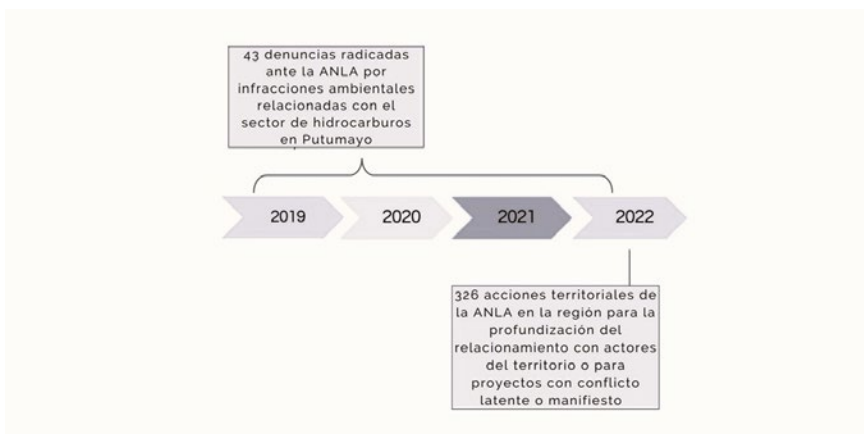 43 denuncias radicadas
ante la ANLA por
infracciones ambientales
relacionadas con el
sector de hidrocarburos
en Putumayo
2019
2020
2021
2022
326 acciones territoriales de
la ANLA en la región para la
profundización del
relacionamiento con actores
del territorio o para
proyectos con conflicto
latente o manifiesto